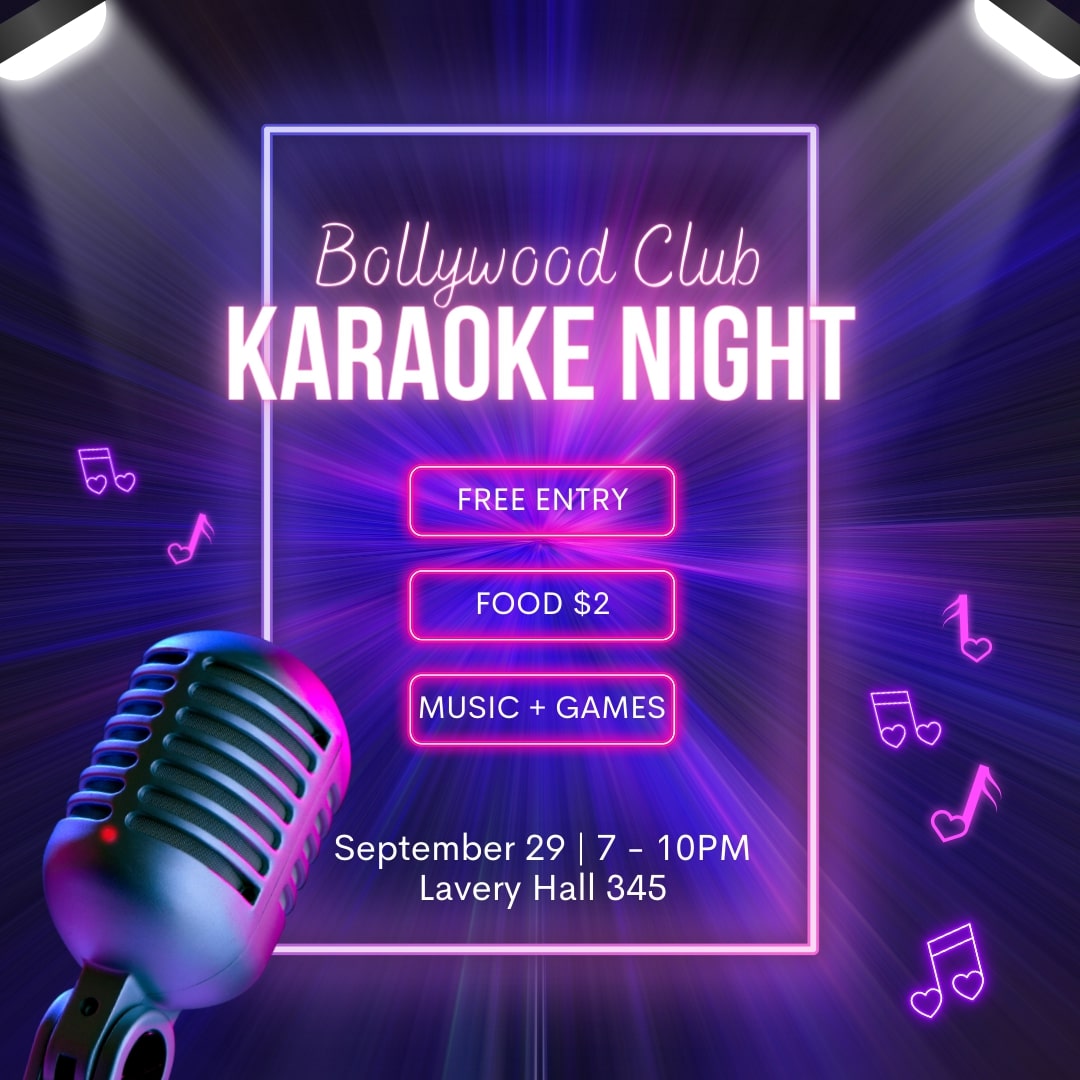 Bollywood Club
KARAOKE NIGHT
FREE ENTRY
FOOD $2
MUSIC + GAMES
September 29 | 7 - 10PM
Lavery Hall 345